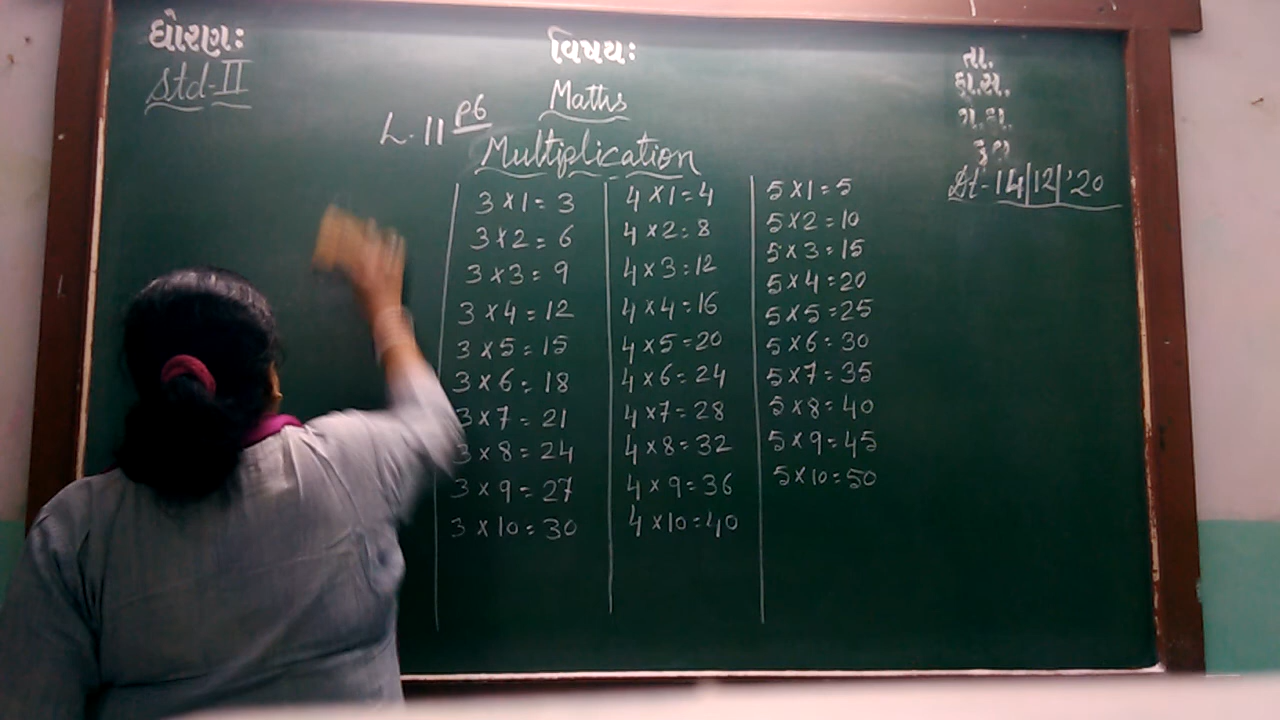 ધોરણઃ
Std-II
વિષયઃ
Maths
L-11 P6
Multiplication
તા.
હા.સ.
ગે.હા.
કુલ
Dt-14|12|'20
3 × 1 = 3
3 × 2 = 6
3 × 3 = 9
3 × 4 = 12
3 × 5 = 15
3 × 6 = 18
3 × 7 = 21
3 × 8 = 24
3 × 9 = 27
3 × 10 = 30
4 × 1 = 4
4 × 2 = 8
4 × 3 = 12
4 × 4 = 16
4 × 5 = 20
4 × 6 = 24
4 × 7 = 28
4 × 8 = 32
4 × 9 = 36
4 × 10 = 40
5 × 1 = 5
5 × 2 = 10
5 × 3 = 15
5 × 4 = 20
5 × 5 = 25
5 × 6 = 30
5 × 7 = 35
5 × 8 = 40
5 × 9 = 45
5 × 10 = 50